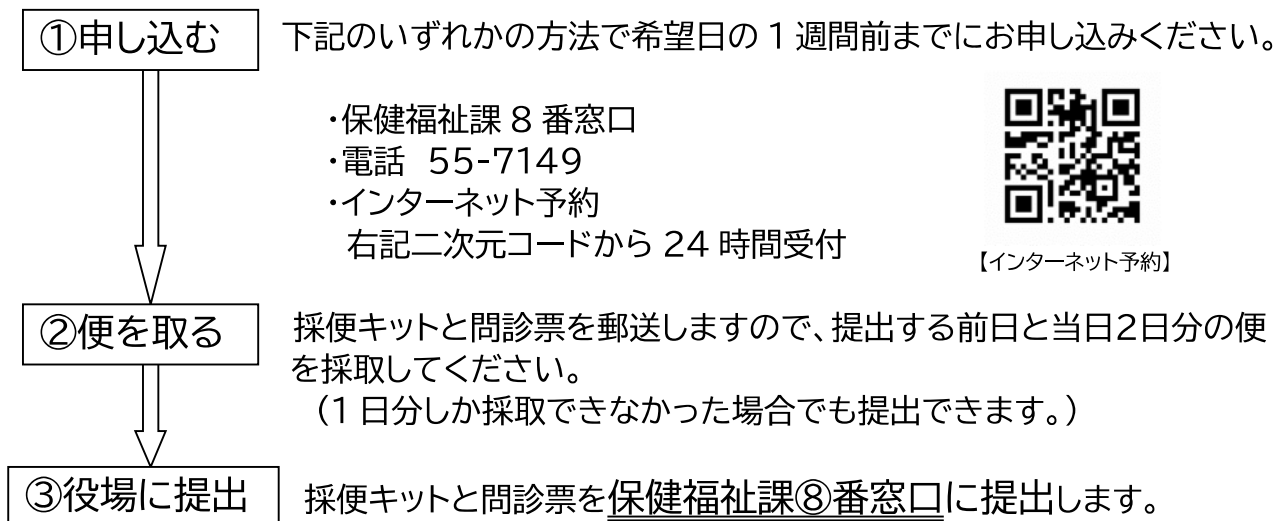 ①申し込む
下記のいずれかの方法で希望日の1週間前までにお申し込みください。
・保健福祉課8番窓口
・電話 55-7149
・インターネット予約
右記二次元コードから24時間受付
【インターネット予約】
②便を取る
採便キットと問診票を郵送しますので、提出する前日と当日2日分の便
を採取してください。
（1日分しか採取できなかった場合でも提出できます。）
③役場に提出
採便キットと問診票を保健福祉課⑧番窓口に提出します。